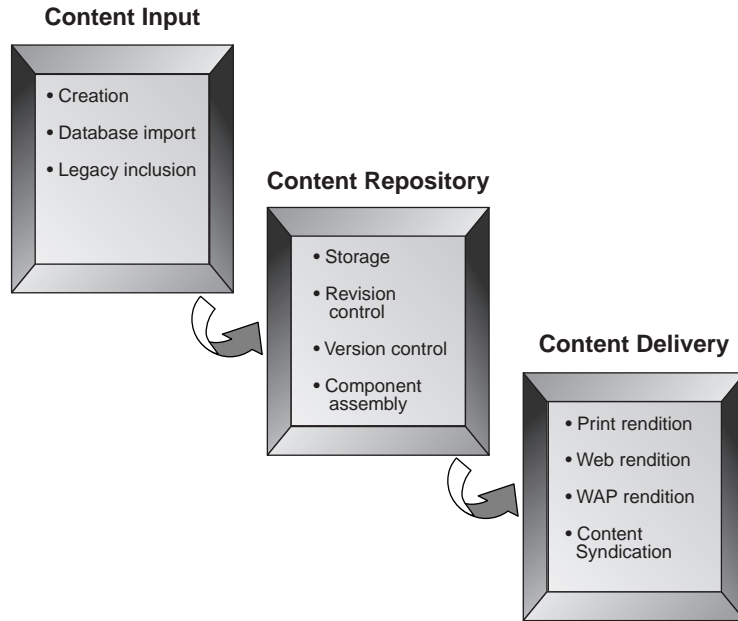 Content Input
• Creation
• Database import
• Legacy inclusion
Content Repository
• Storage
• Revision
control
• Version control
• Component
assembly
Content Delivery
• Print rendition
• Web rendition
• WAP rendition
• Content
Syndication